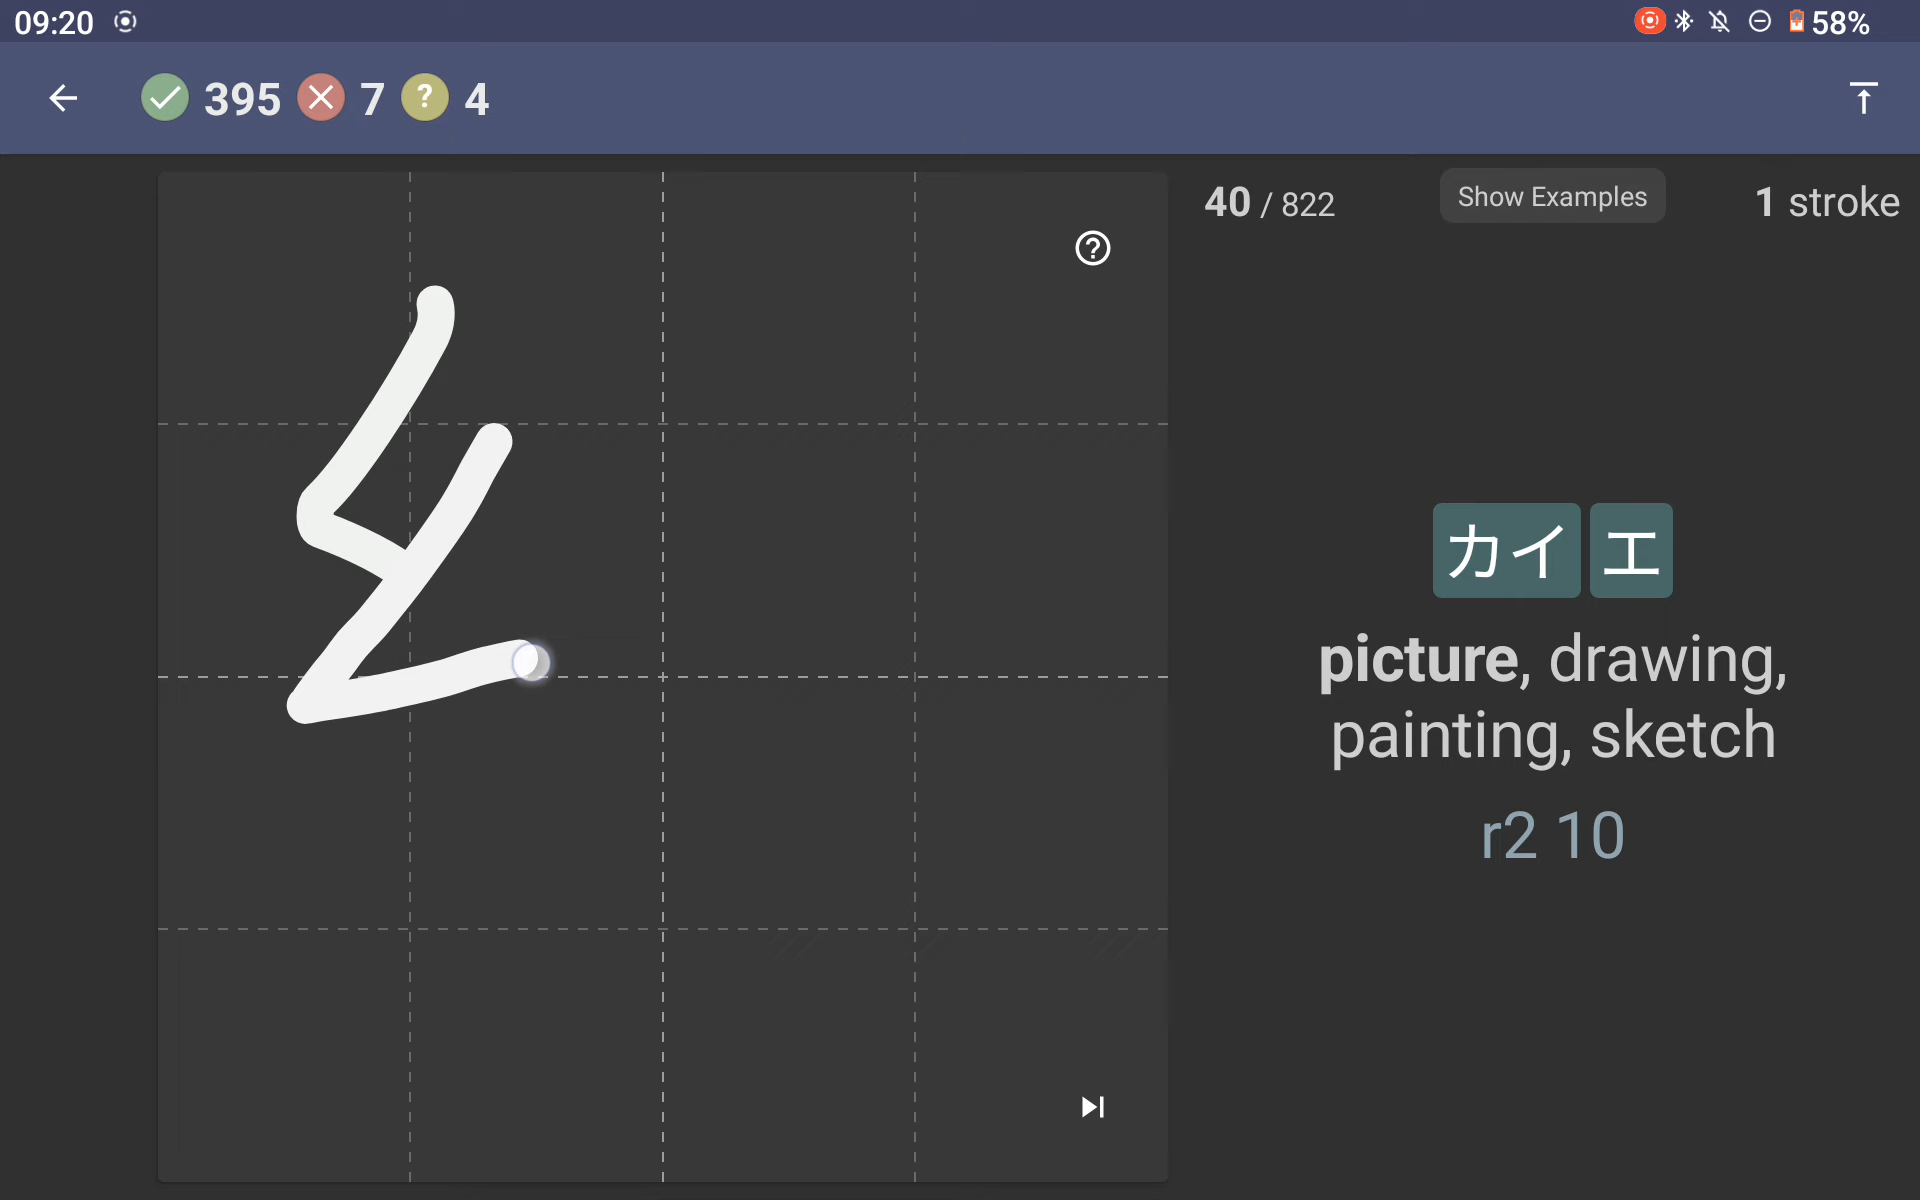 09:20 58%
395 7 ? 4
40 / 822 Show Examples 1 stroke
カイ エ
picture, drawing,
painting, sketch
r2 10